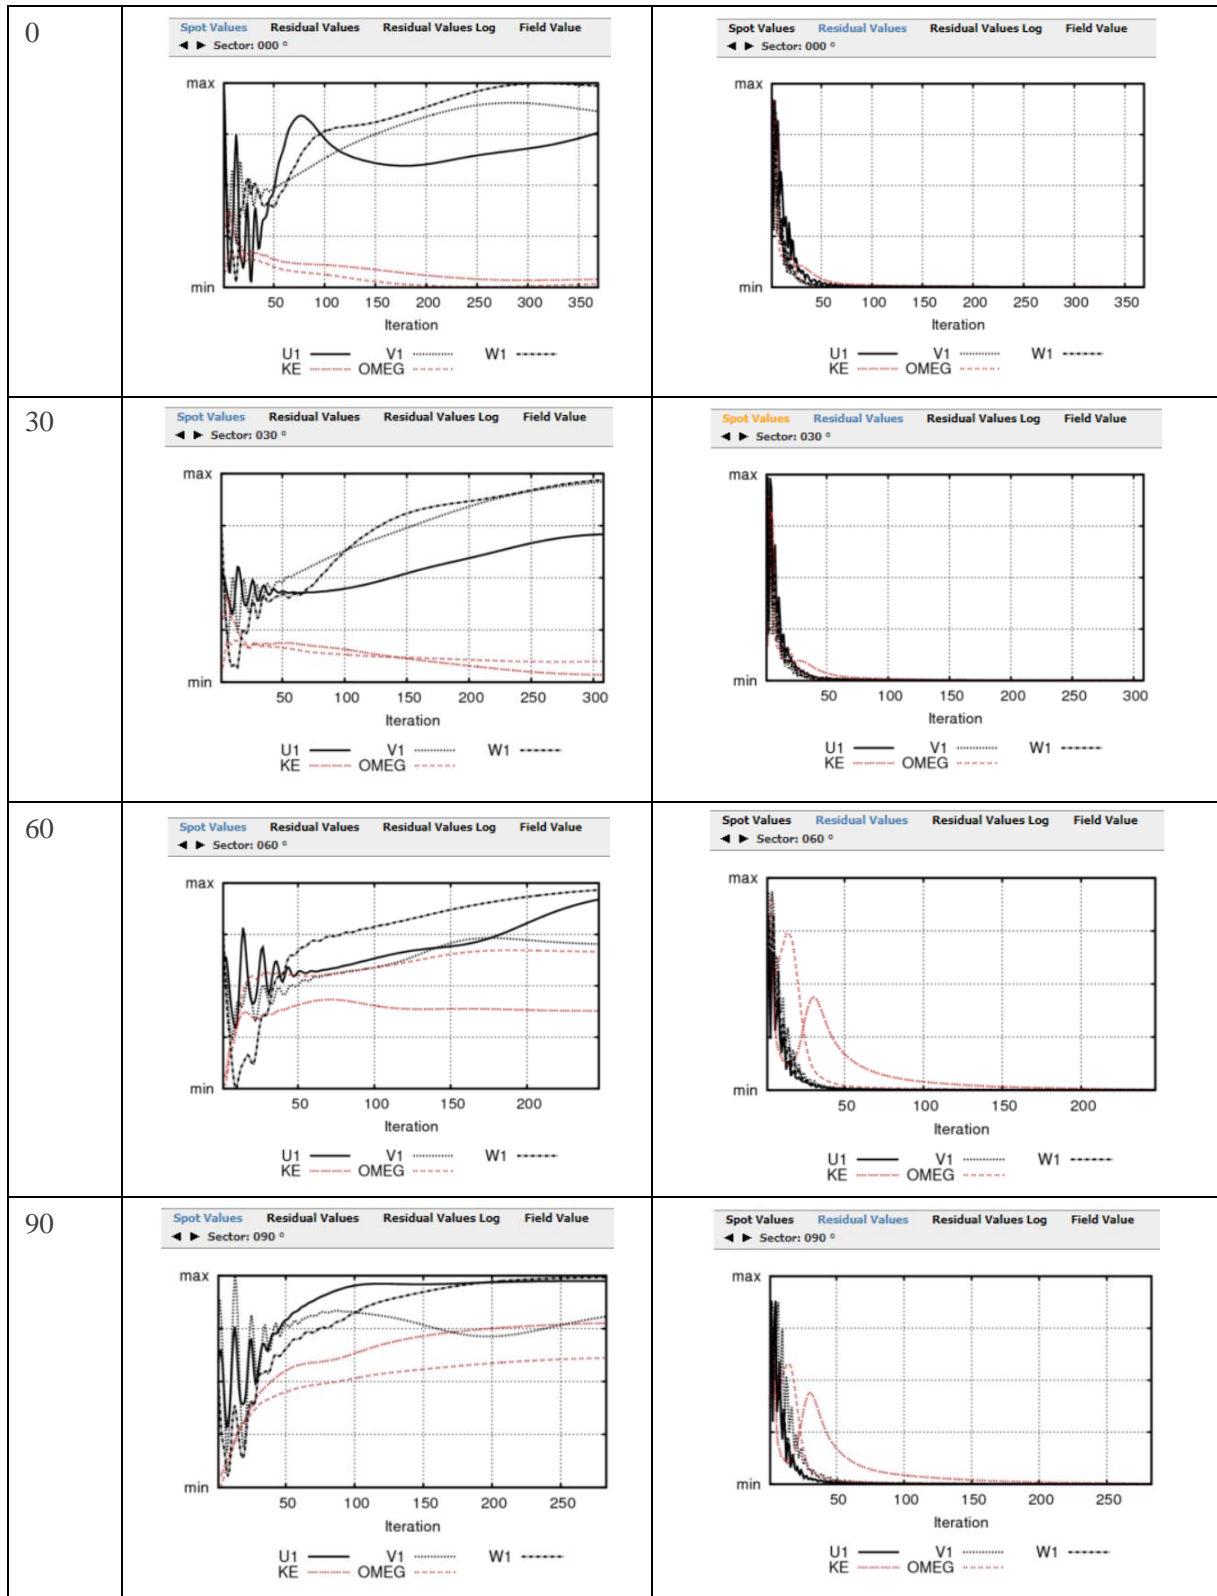 0
Spot Values Residual Values Residual Values Log Field Value
◄ ► Sector: 000 °
max
min
50 100 150 200 250 300 350
Iteration
U1 V1 W1
KE OMEG
Spot Values Residual Values Residual Values Log Field Value
◄ ► Sector: 000 °
max
min
50 100 150 200 250 300 350
Iteration
U1 V1 W1
KE OMEG
30
Spot Values Residual Values Residual Values Log Field Value
◄ ► Sector: 030 °
max
min
50 100 150 200 250 300
Iteration
U1 V1 W1
KE OMEG
Spot Values Residual Values Residual Values Log Field Value
◄ ► Sector: 030 °
max
min
50 100 150 200 250 300
Iteration
U1 V1 W1
KE OMEG
60
Spot Values Residual Values Residual Values Log Field Value
◄ ► Sector: 060 °
max
min
50 100 150 200
Iteration
U1 V1 W1
KE OMEG
Spot Values Residual Values Residual Values Log Field Value
◄ ► Sector: 060 °
max
min
50 100 150 200
Iteration
U1 V1 W1
KE OMEG
90
Spot Values Residual Values Residual Values Log Field Value
◄ ► Sector: 090 °
max
min
50 100 150 200 250
Iteration
U1 V1 W1
KE OMEG
Spot Values Residual Values Residual Values Log Field Value
◄ ► Sector: 090 °
max
min
50 100 150 200 250
Iteration
U1 V1 W1
KE OMEG